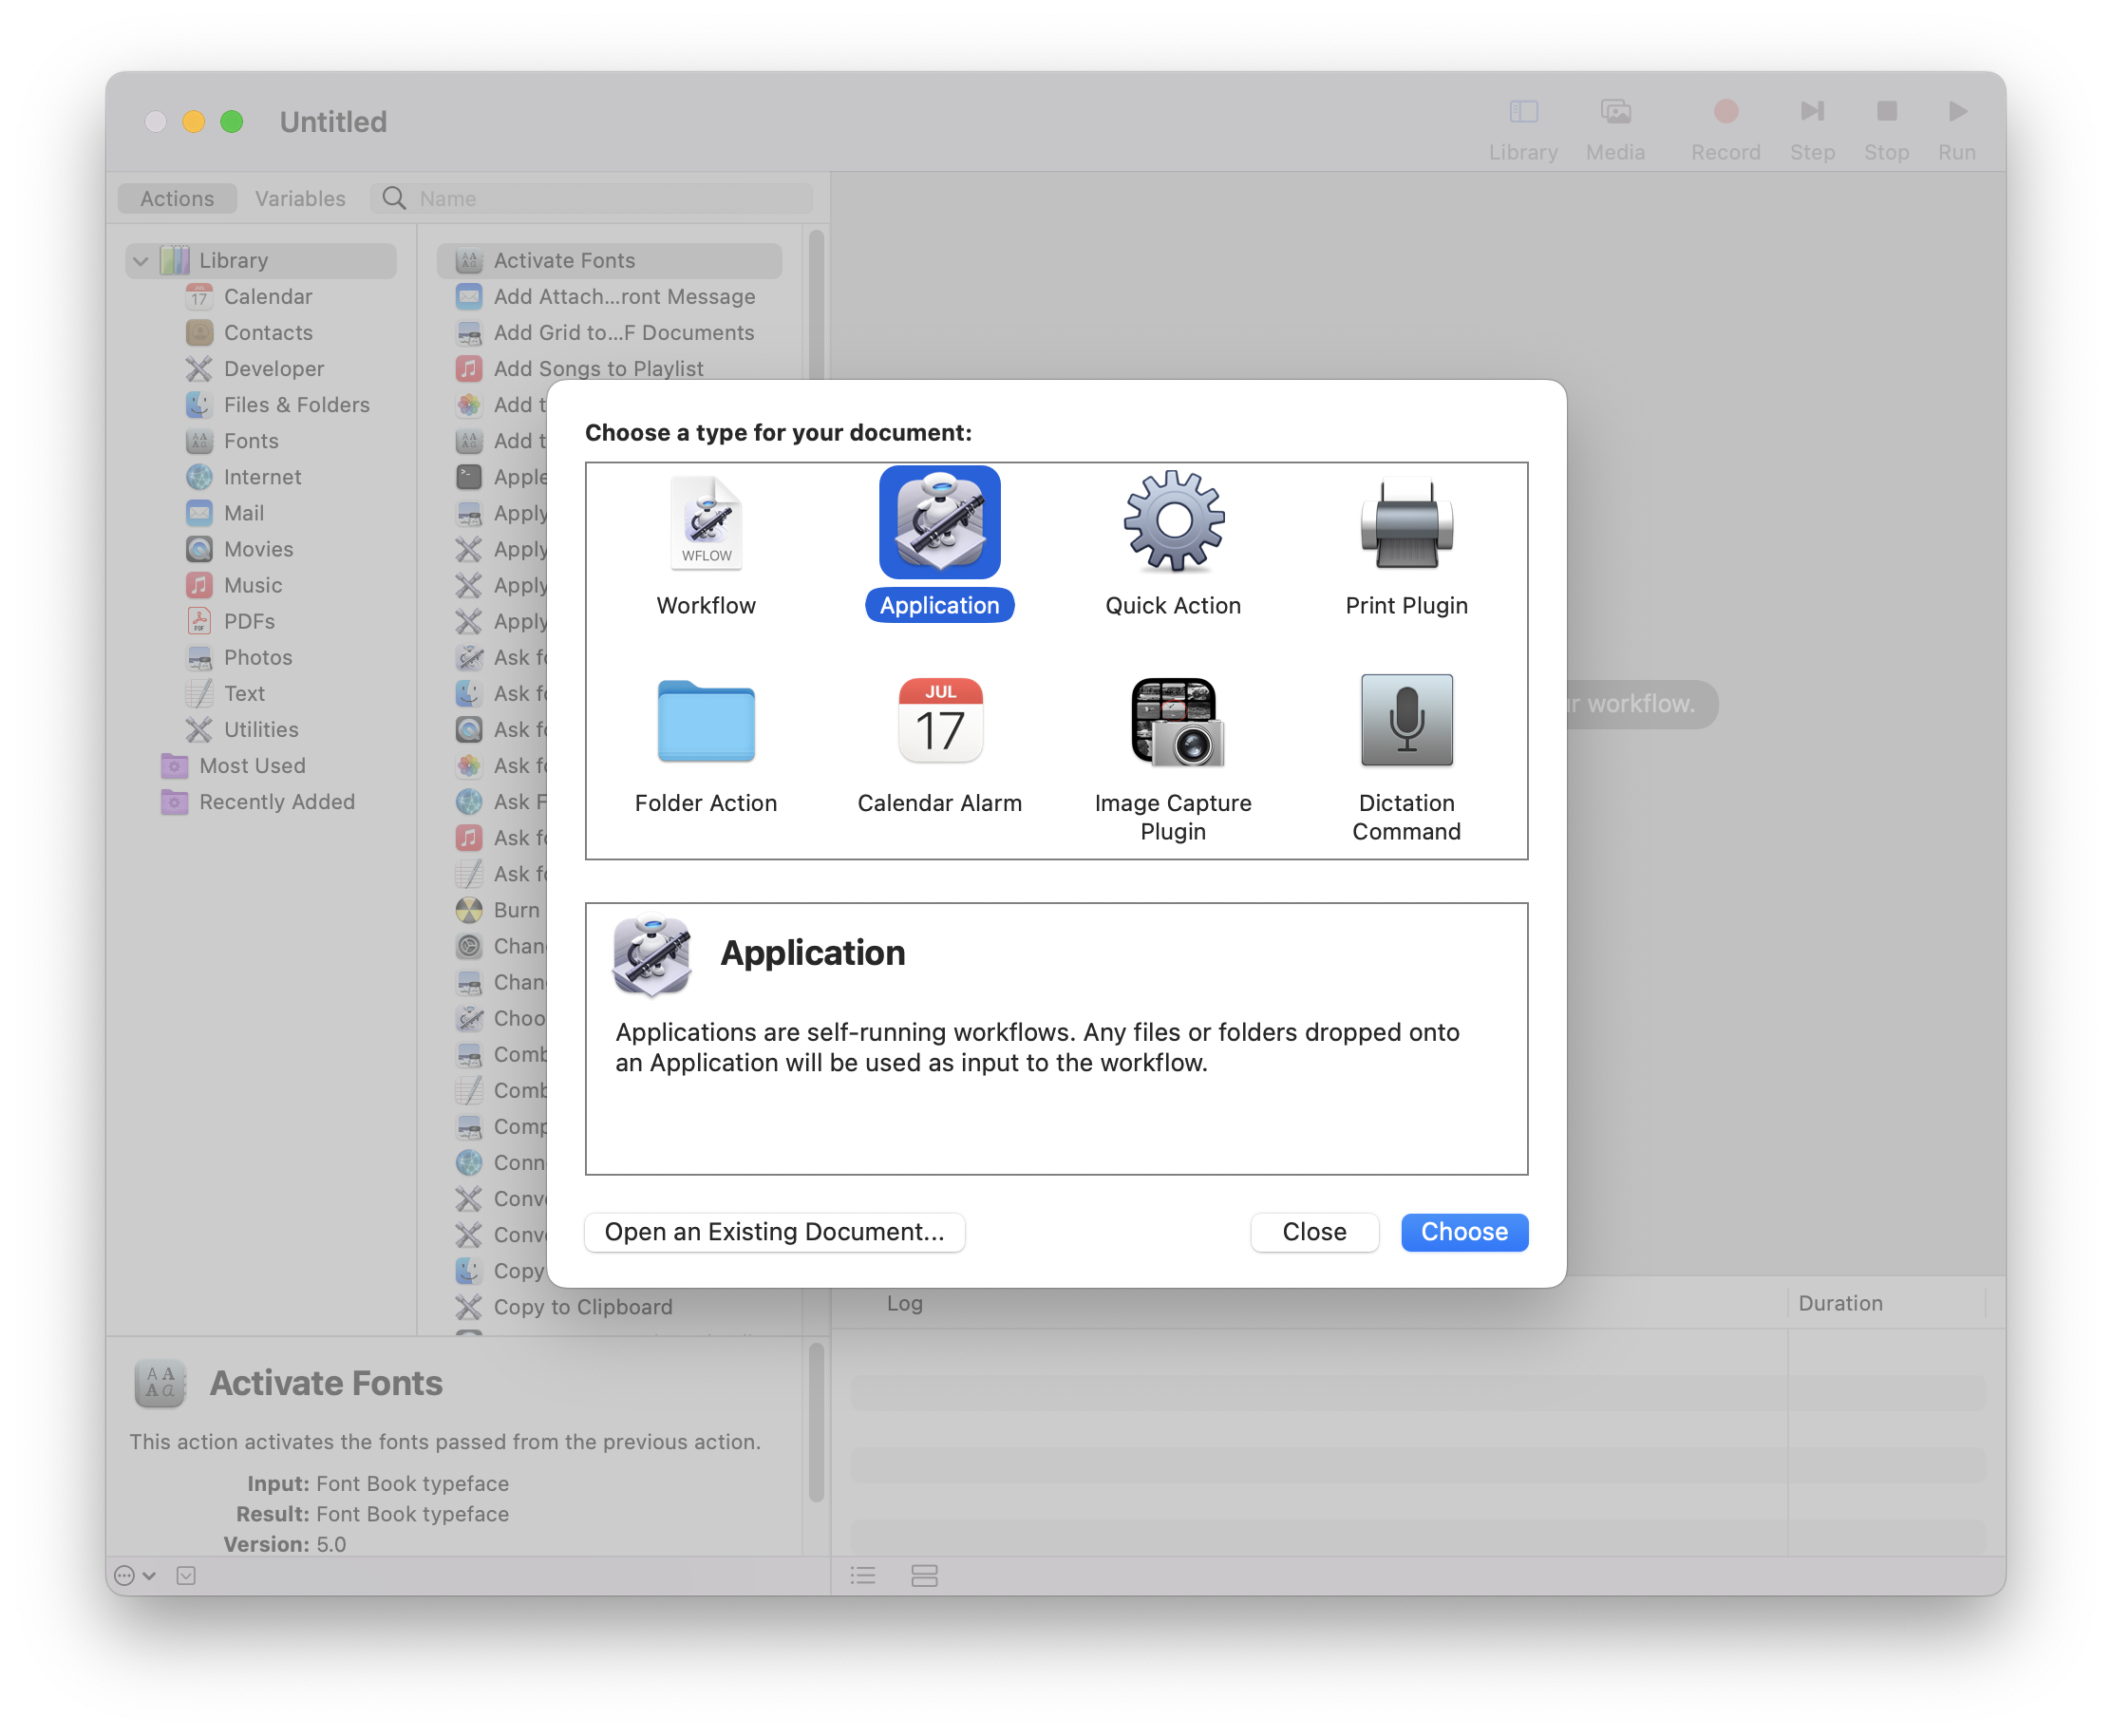 Untitled
Library
Media
Record
Step
Stop
Run
Actions
Variables
Name
Library
Calendar
Contacts
Developer
Files & Folders
Fonts
Internet
Mail
Movies
Music
PDFs
Photos
Text
Utilities
Most Used
Recently Added
Activate Fonts
Add Attach...ront Message
Add Grid to...F Documents
Add Songs to Playlist
Add t
Add t
Apple
Apply
Apply
Apply
Apply
Ask fo
Ask fo
Ask fo
Ask fo
Ask F
Ask fo
Ask fo
Burn
Chan
Chan
Choo
Comb
Comb
Comp
Conn
Conv
Conv
Copy
Copy to Clipboard
Activate Fonts
This action activates the fonts passed from the previous action.
Input: Font Book typeface
Result: Font Book typeface
Version: 5.0
Choose a type for your document:
WFLOW
Workflow
Application
Quick Action
Print Plugin
Folder Action
JUL
17
Calendar Alarm
Image Capture
Plugin
Dictation
Command
Application
Applications are self-running workflows. Any files or folders dropped onto
an Application will be used as input to the workflow.
Open an Existing Document...
Close
Choose
r workflow.
Log
Duration